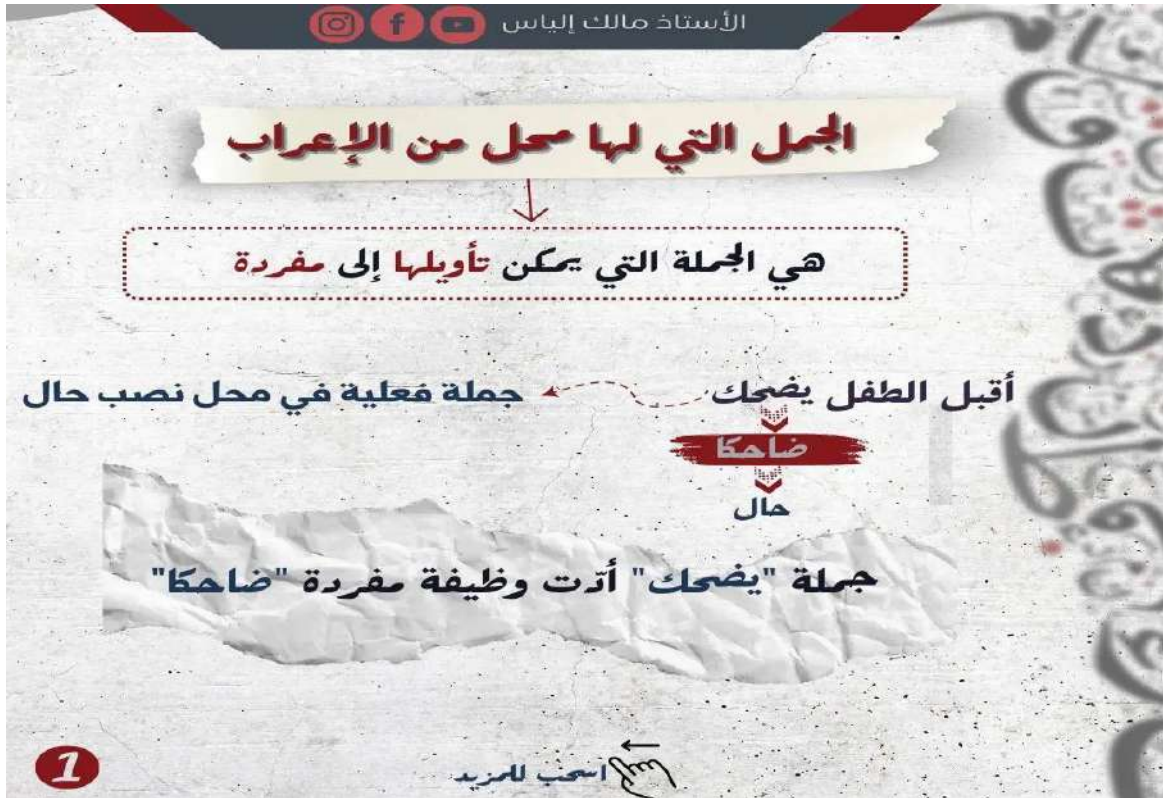 الأستاذ مالك إلياس
الجمل التي لها محل من الإعراب
هي الجملة التي يمكن تأويلها إلى مفردة
أقبل الطفل يضحك جملة فعلية في محل نصب حال
ضاحكا
حال
جملة "يضحك" أدّت وظيفة مفردة "ضاحكا"
اسحب للمزيد
1